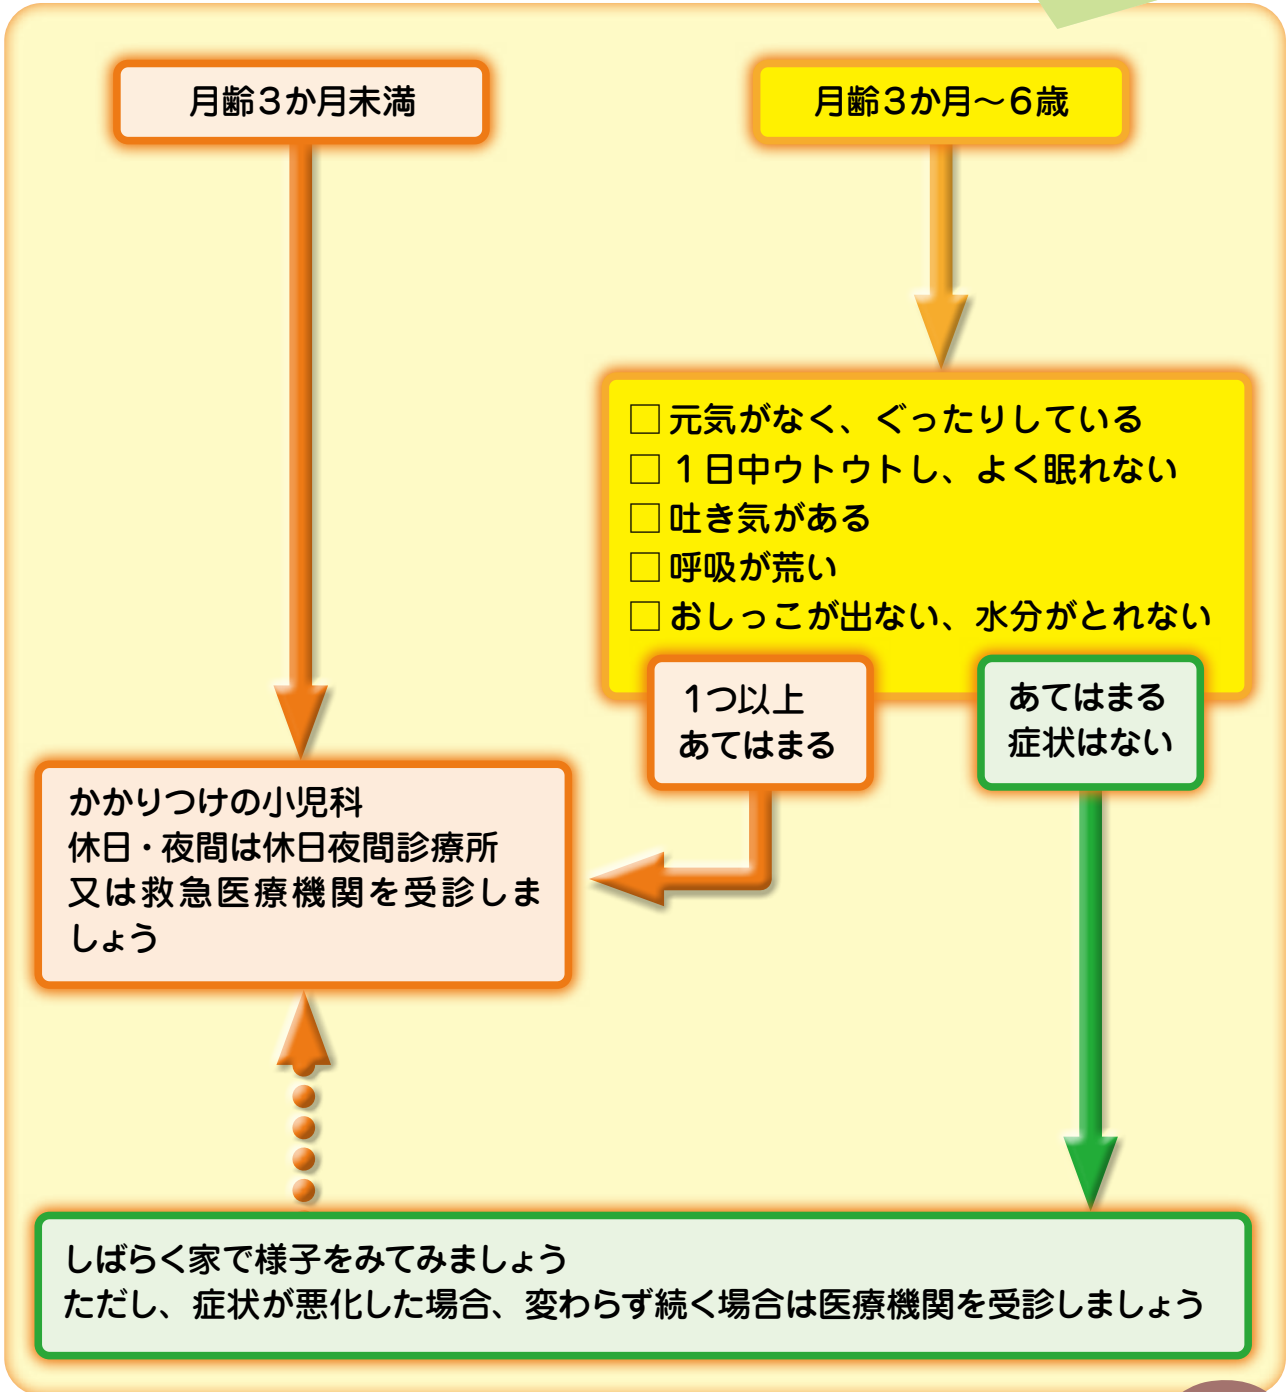 月齢３か月未満
月齢３か月～６歳
□ 元気がなく、ぐったりしている
□ １日中ウトウトし、よく眠れない
□ 吐き気がある
□ 呼吸が荒い
□ おしっこが出ない、水分がとれない
１つ以上
あてはまる
あてはまる
症状はない
かかりつけの小児科
休日・夜間は休日夜間診療所
又は救急医療機関を受診しま
しょう
しばらく家で様子をみてみましょう
ただし、症状が悪化した場合、変わらず続く場合は医療機関を受診しましょう